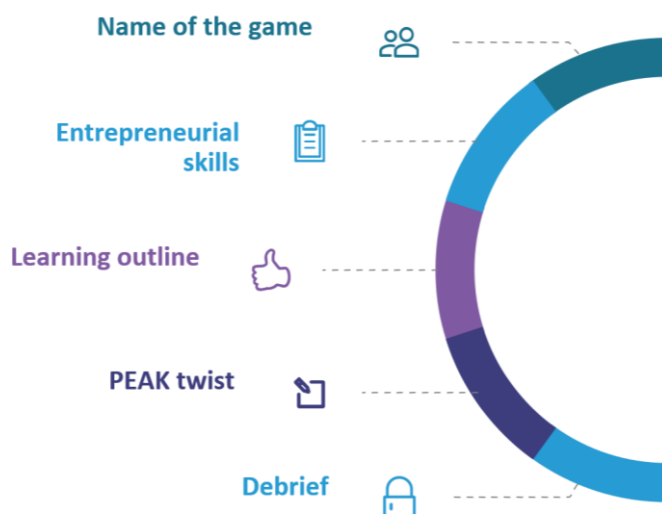 Name of the game
Entrepreneurial
skills
Learning outline
PEAK twist
Debrief